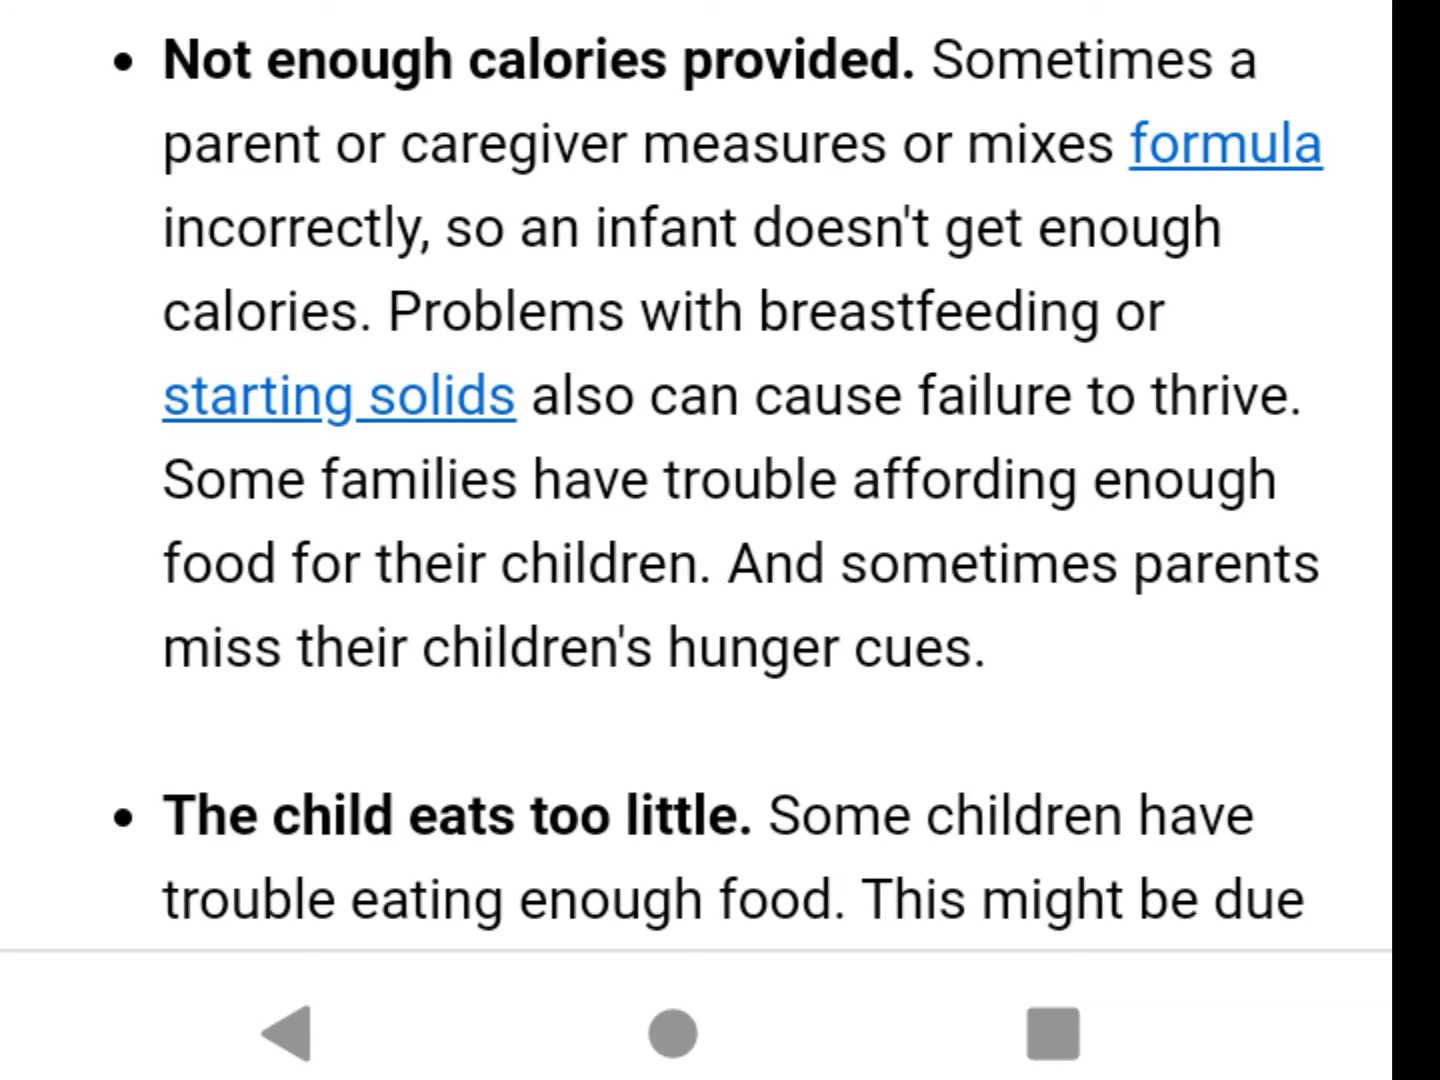 • Not enough calories provided. Sometimes a
parent or caregiver measures or mixes formula
incorrectly, so an infant doesn't get enough
calories. Problems with breastfeeding or
starting solids also can cause failure to thrive.
Some families have trouble affording enough
food for their children. And sometimes parents
miss their children's hunger cues.
• The child eats too little. Some children have
trouble eating enough food. This might be due